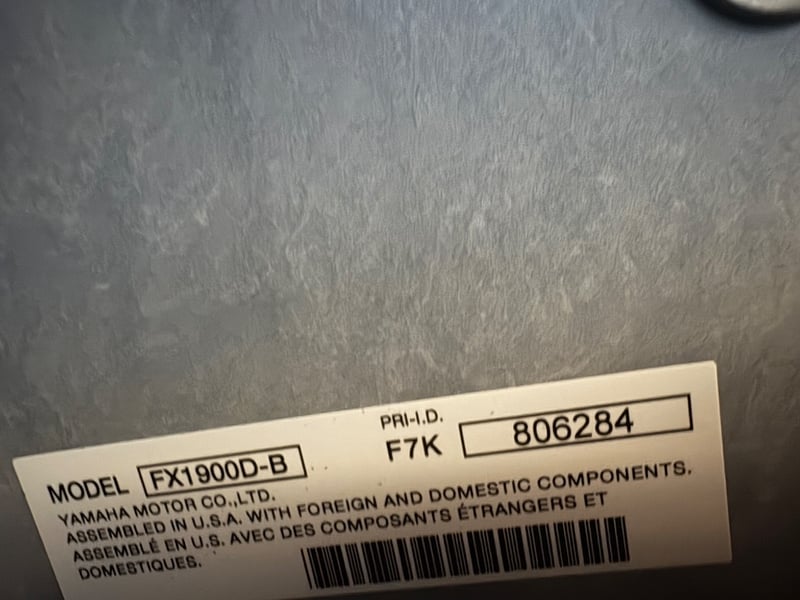 PRI-I.D.
MODEL FX1900D-B F7K 806284
YAMAHA MOTOR CO.,LTD.
ASSEMBLED IN U.S.A. WITH FOREIGN AND DOMESTIC COMPONENTS.
ASSEMBLÉ EN U.S. AVEC DES COMPOSANTS ÉTRANGERS ET
DOMESTIQUES.